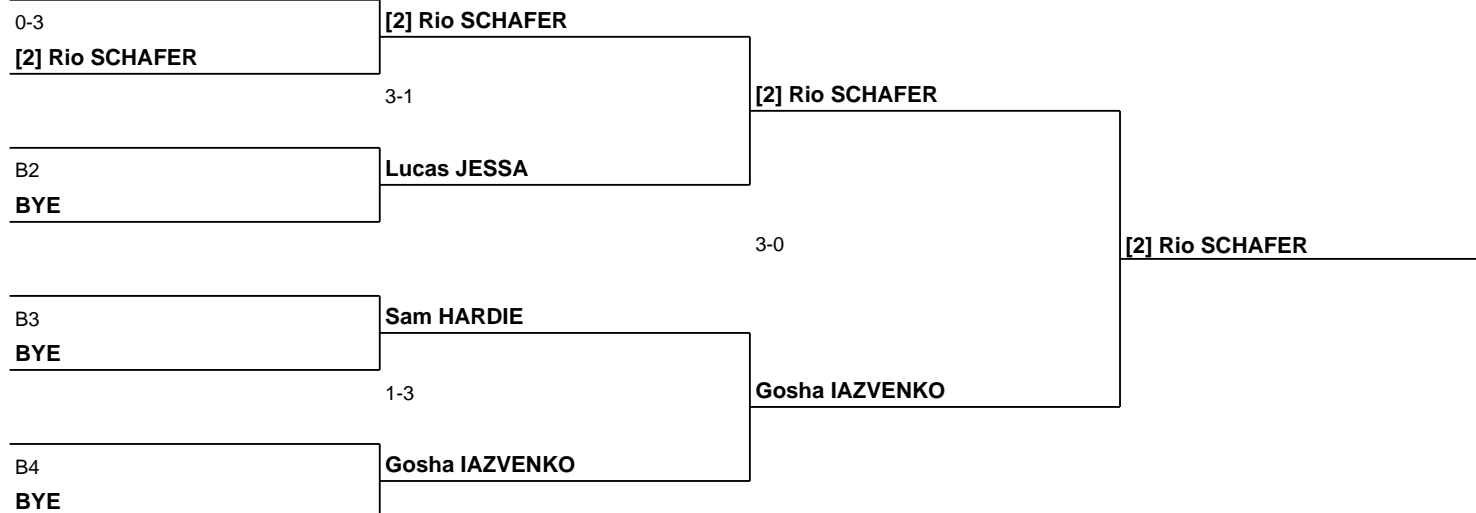 0-3
[2] Rio SCHAFER
[2] Rio SCHAFER
3-1
[2] Rio SCHAFER
B2
Lucas JESSA
BYE
3-0
[2] Rio SCHAFER
B3
Sam HARDIE
BYE
1-3
Gosha IAZVENKO
B4
Gosha IAZVENKO
BYE